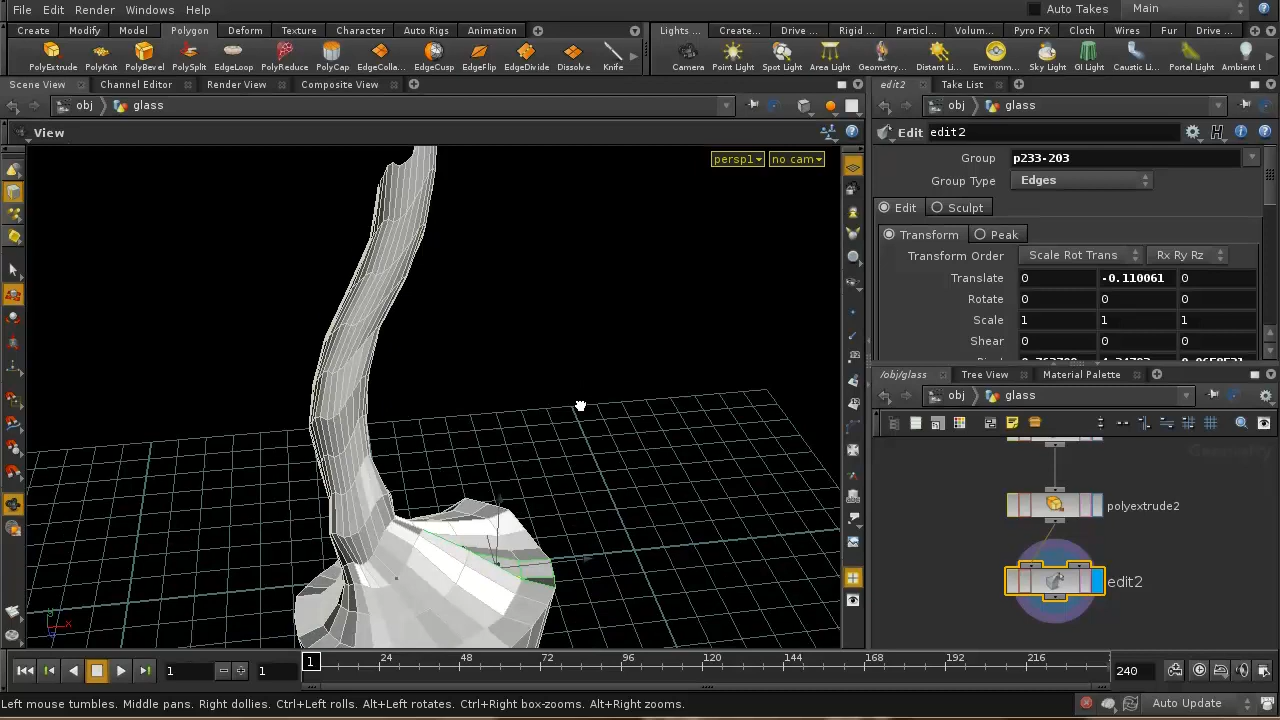 File Edit Render Windows Help Auto Takes Main
Create Modify Model Polygon Deform Texture Character Auto Rigs Animation Lights ... Create... Drive ... Rigid ... Particl... Volum... Pyro FX Cloth Wires Fur Drive ...
PolyExtrude PolyKnit PolyBevel PolySplit EdgeLoop PolyReduce PolyCap EdgeColla... EdgeCusp EdgeFlip EdgeDivide Dissolve Knife Camera Point Light Spot Light Area Light Geometry... Distant Li... Environm... Sky Light GI Light Caustic Li... Portal Light Ambient L
Scene View Channel Editor Render View Composite View edit2 Take List
obj glass obj glass
View Edit edit2
persp1 no cam Group p233-203
Group Type Edges
Edit Sculpt
Transform Peak
Transform Order Scale Rot Trans Rx Ry Rz
Translate 0 -0.110061 0
Rotate 0 0 0
Scale 1 1 1
Shear 0 0 0
/obj/glass Tree View Material Palette
obj glass
polyextrude2
edit2
1 1 1 24 48 72 96 120 144 168 192 216 240
Left mouse tumbles. Middle pans. Right dollies. Ctrl+Left rolls. Alt+Left rotates. Ctrl+Right box-zooms. Alt+Right zooms. Auto Update